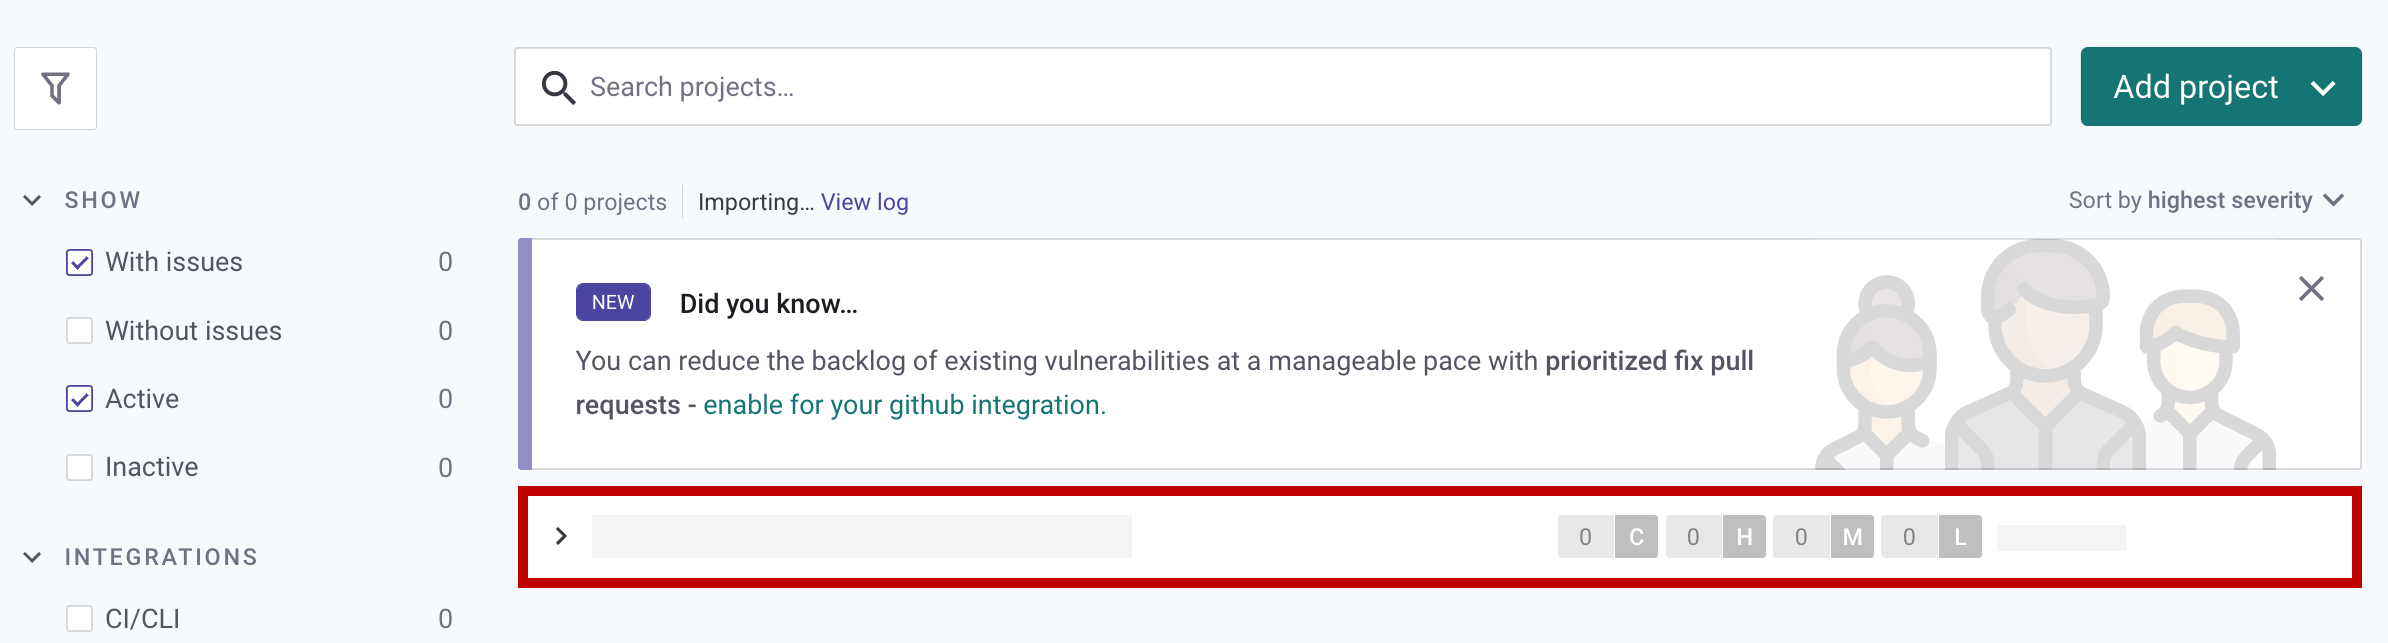 Search projects...
Add project
SHOW
With issues 0
Without issues 0
Active 0
Inactive 0
INTEGRATIONS
CI/CLI 0
0 of 0 projects Importing... View log
Sort by highest severity
NEW Did you know...
You can reduce the backlog of existing vulnerabilities at a manageable pace with prioritized fix pull
requests - enable for your github integration.
0 C 0 H 0 M 0 L